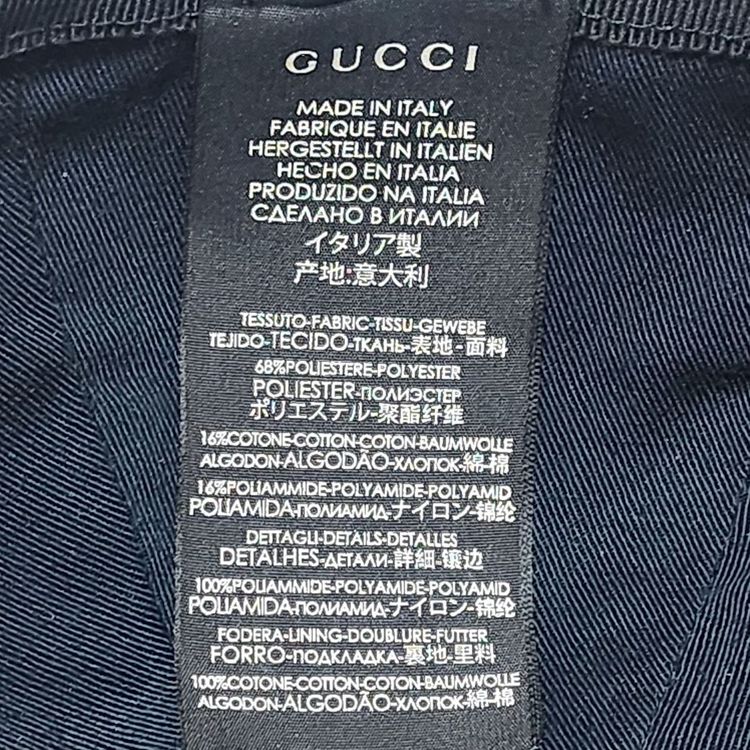 GUCCI
MADE IN ITALY
FABRIQUE EN ITALIE
HERGESTELLT IN ITALIEN
HECHO EN ITALIA
PRODUZIDO NA ITALIA
СДЕЛАНО В ИТАЛИИ
イタリア製
产地:意大利
TESSUTO-FABRIC-TISSU-GEWEBE
TEJIDO-TECIDO-ТКАНЬ-表地-面料
68%POLIESTERE-POLYESTER
POLIESTER-ПОЛИЭСТЕР
ポリエステル-聚酯纤维
16%COTONE-COTTON-COTON-BAUMWOLLE
ALGODON-ALGODÃO-ХЛОПОК-綿-棉
16%POLIAMMIDE-POLYAMIDE-POLYAMID
POLIAMIDA-ПОЛИАМИД-ナイロン-锦纶
DETTAGLI-DETAILS-DETALLES
DETALHES-ДЕТАЛИ-詳細-镶边
100%POLIAMMIDE-POLYAMIDE-POLYAMID
POLIAMIDA-ПОЛИАМИД-ナイロン-锦纶
FODERA-LINING-DOUBLURE-FUTTER
FORRO-ПОДКЛАДКА-裏地-里料
100%COTONE-COTTON-COTON-BAUMWOLLE
ALGODON-ALGODÃO-ХЛОПОК-綿-棉